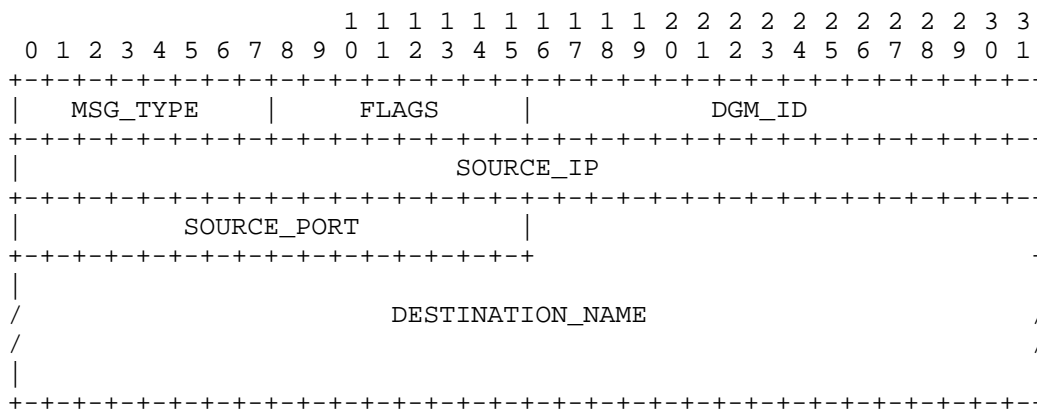 1 1 1 1 1 1 1 1 1 1 2 2 2 2 2 2 2 2 2 2 3 3
0 1 2 3 4 5 6 7 8 9 0 1 2 3 4 5 6 7 8 9 0 1 2 3 4 5 6 7 8 9 0 1
+-+-+-+-+-+-+-+-+-+-+-+-+-+-+-+-+-+-+-+-+-+-+-+-+-+-+-+-+-+-+-+--
| MSG_TYPE | FLAGS | DGM_ID
+-+-+-+-+-+-+-+-+-+-+-+-+-+-+-+-+-+-+-+-+-+-+-+-+-+-+-+-+-+-+-+--
| SOURCE_IP
+-+-+-+-+-+-+-+-+-+-+-+-+-+-+-+-+-+-+-+-+-+-+-+-+-+-+-+-+-+-+-+--
| SOURCE_PORT |
+-+-+-+-+-+-+-+-+-+-+-+-+-+-+-+-+ -
|
/ DESTINATION_NAME /
/ /
|
+-+-+-+-+-+-+-+-+-+-+-+-+-+-+-+-+-+-+-+-+-+-+-+-+-+-+-+-+-+-+-+--